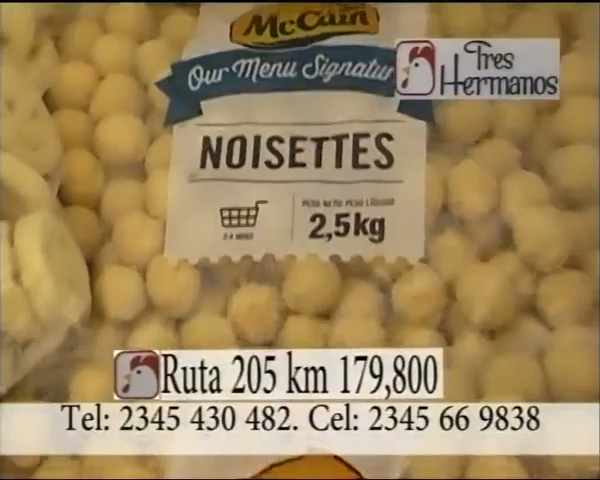 McCain
Our Menu Signatur
Tres
Hermanos
NOISETTES
PESO NETO PESO LÍQUIDO
2,5kg
Ruta 205 km 179,800
Tel: 2345 430 482. Cel: 2345 66 9838